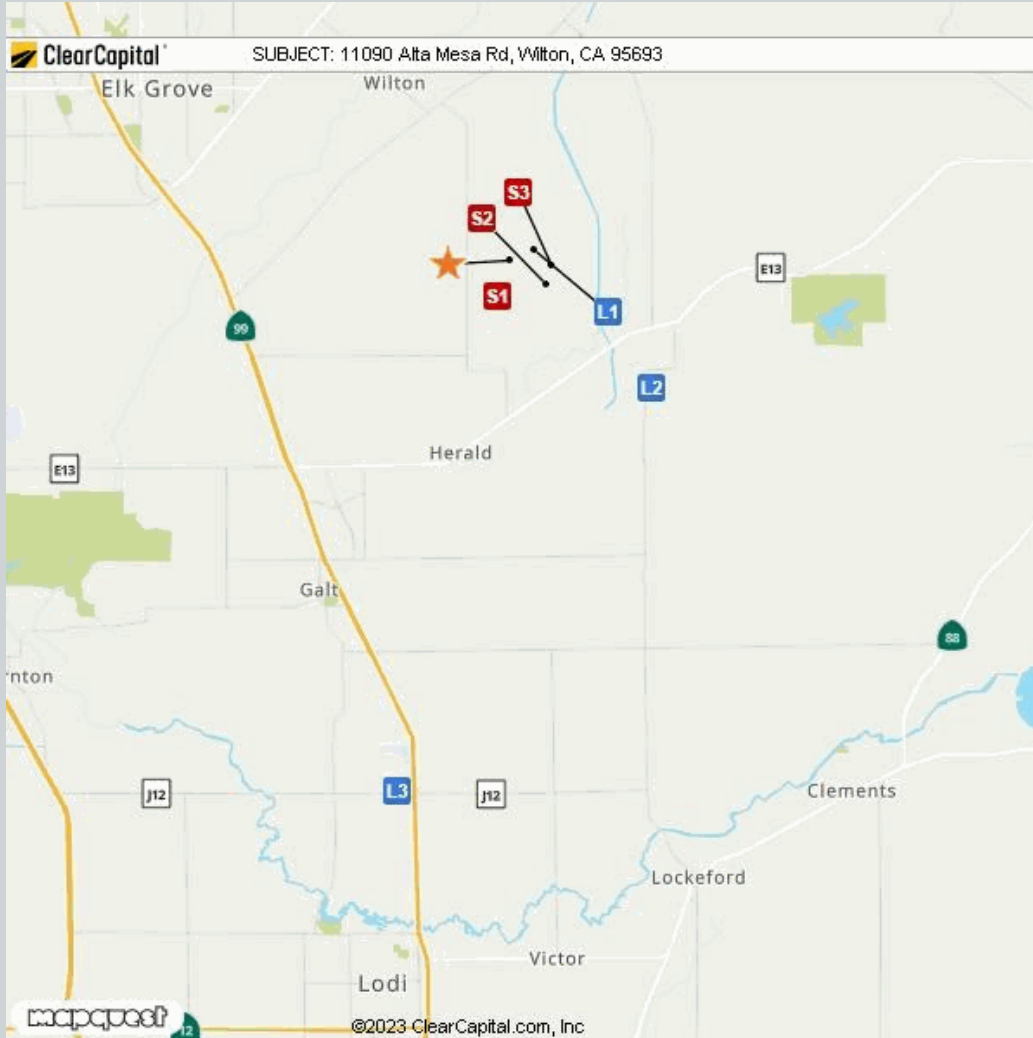 ClearCapital
SUBJECT: 11090 Alta Mesa Rd, Wilton, CA 95693
Elk Grove
Wilton
S3
S2
E13
S1
L1
99
L2
Herald
E13
Galt
88
rnton
L3
J12
J12
Clements
Lockeford
Victor
Lodi
mapquest
12
©2023 ClearCapital.com, Inc